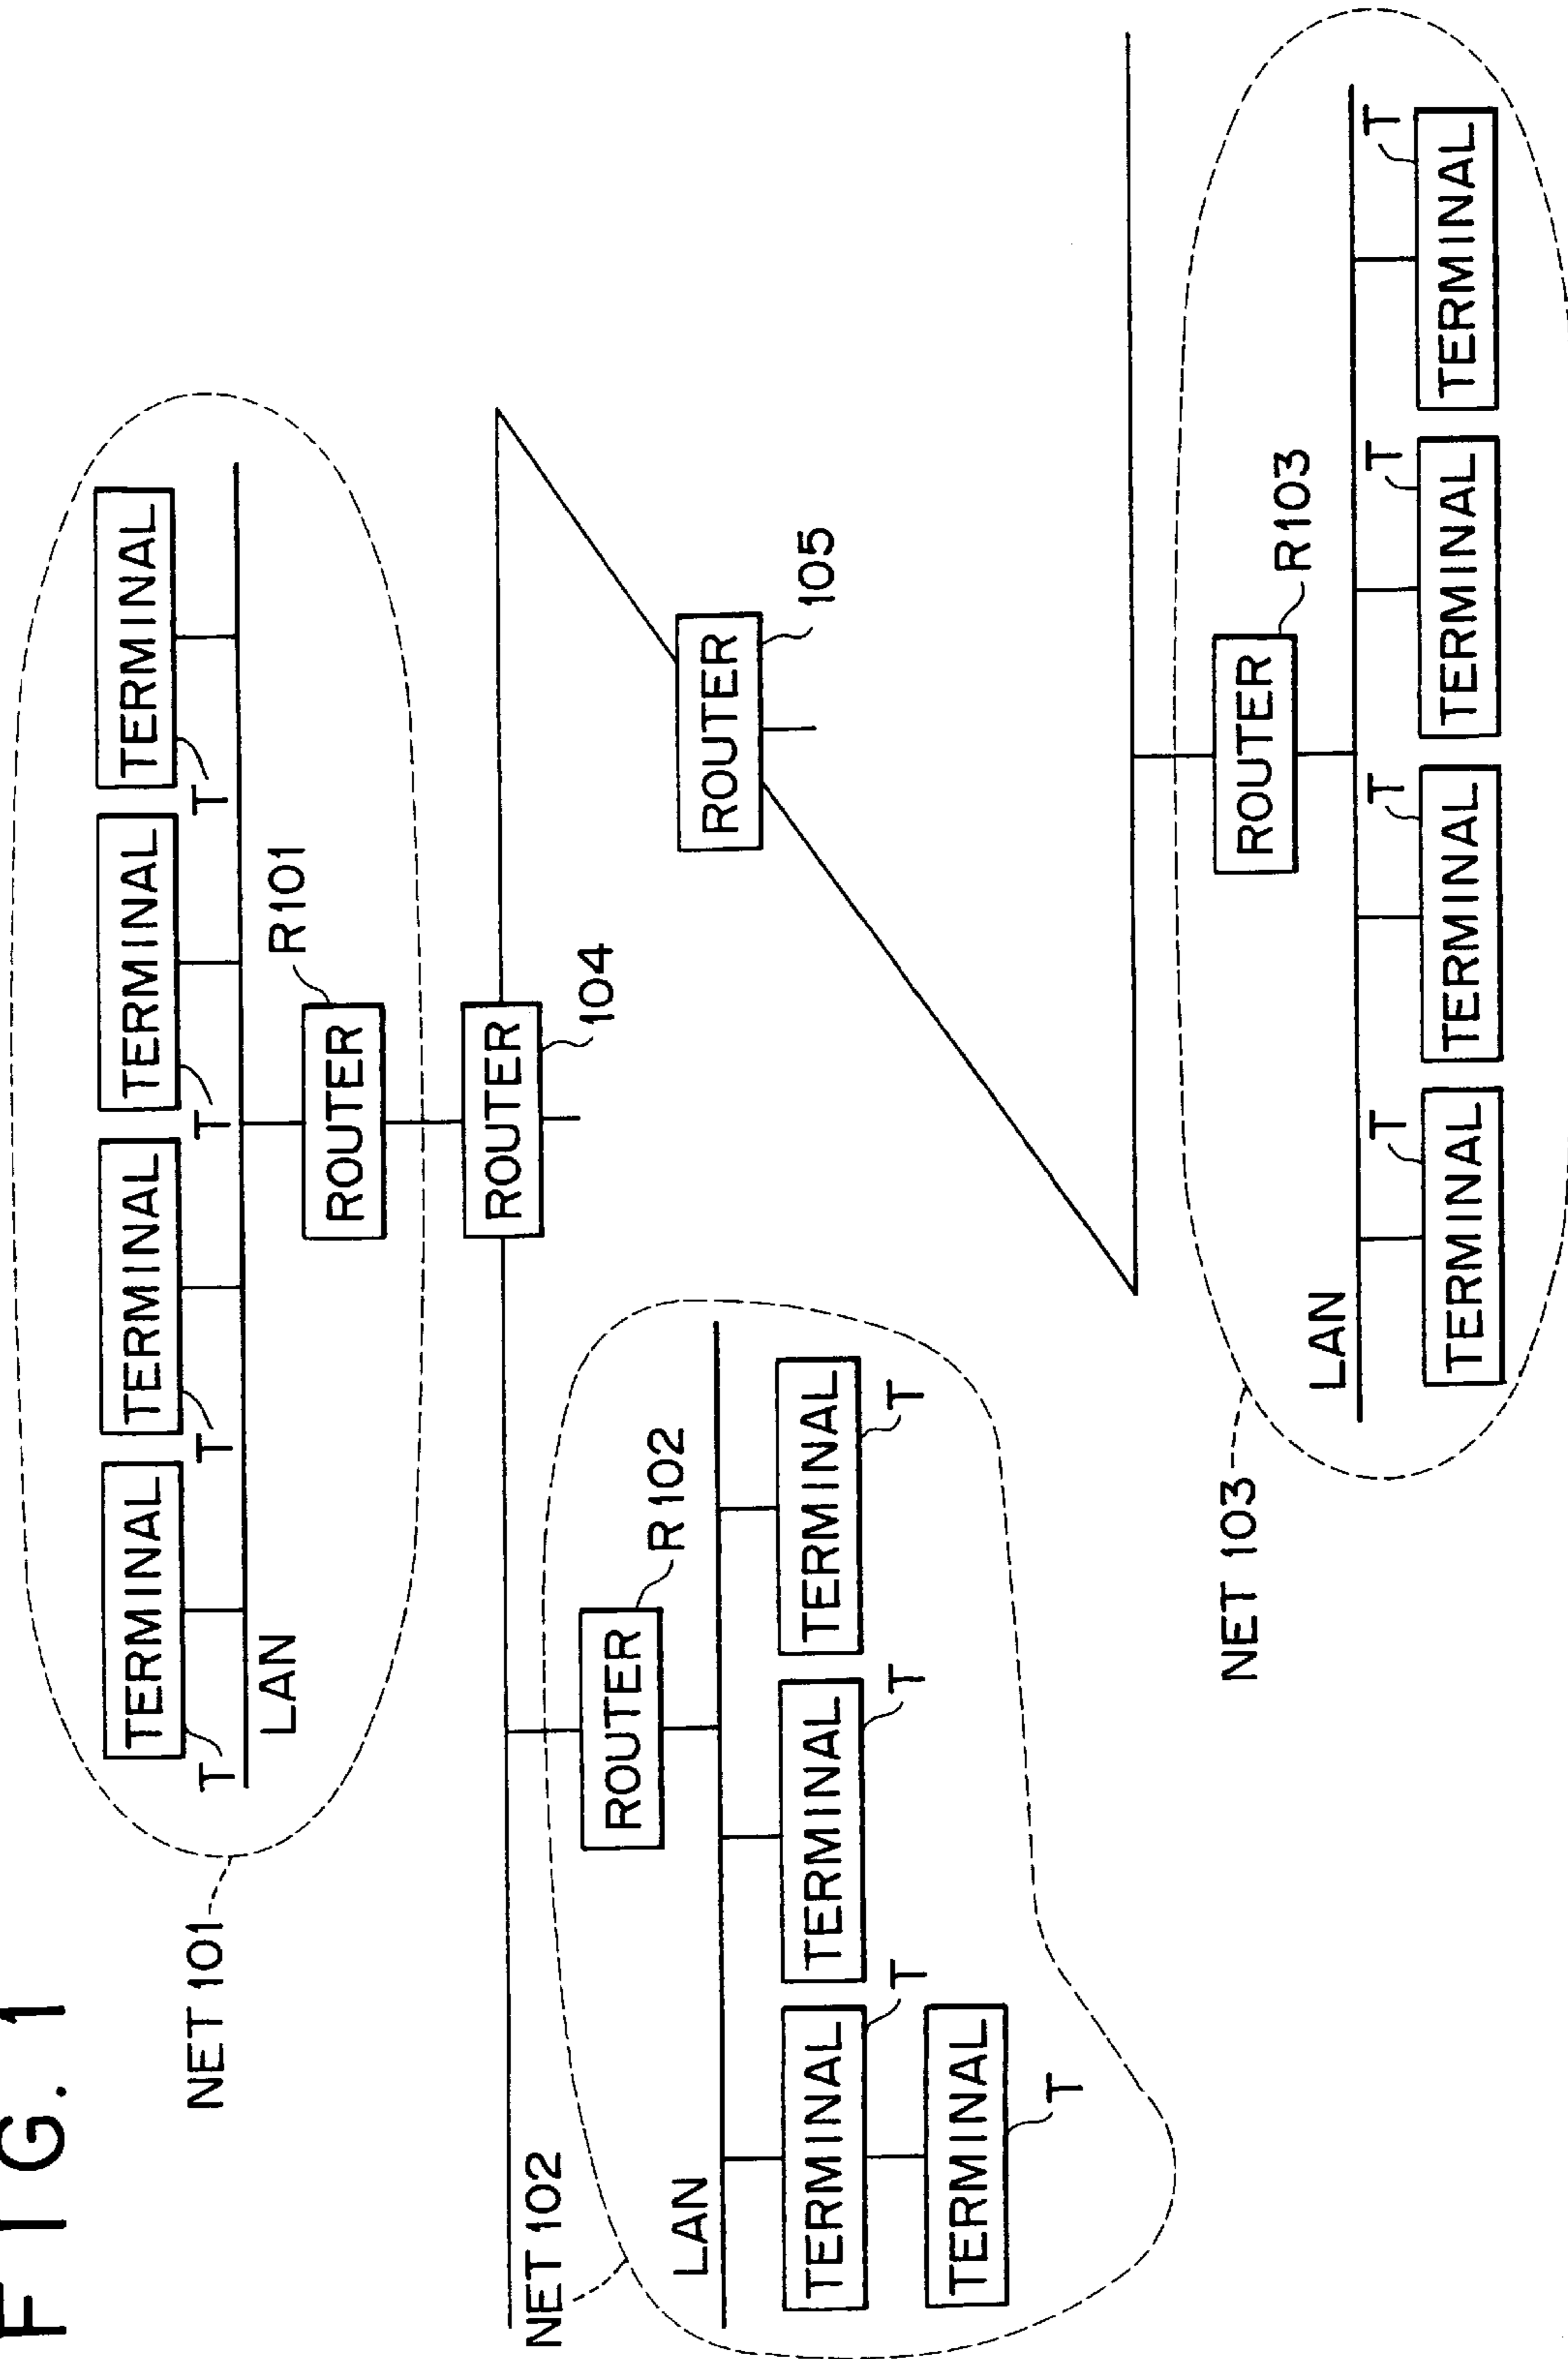 FIG. 1
NET 101
TERMINAL
TERMINAL
TERMINAL
TERMINAL
T
T
T
T
LAN
R101
ROUTER
ROUTER
104
NET 102
ROUTER
R102
LAN
TERMINAL
TERMINAL
TERMINAL
T
T
T
TERMINAL
T
ROUTER
105
NET 103
ROUTER
R103
LAN
T
T
T
T
TERMINAL
TERMINAL
TERMINAL
TERMINAL